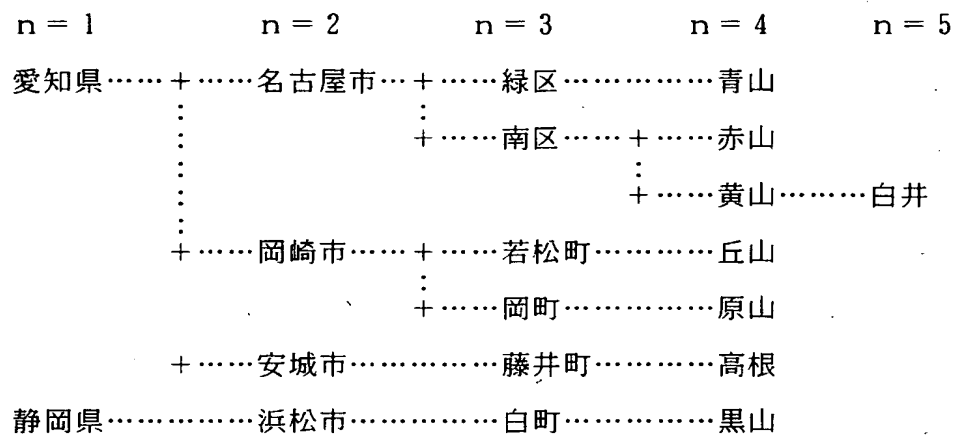 n = 1 n = 2 n = 3 n = 4 n = 5
愛知県……+……名古屋市…+……緑区……………青山
+……南区……+……赤山
+……黄山………白井
+……岡崎市……+……若松町…………丘山
+……岡町……………原山
+……安城市……………藤井町…………高根
静岡県……………浜松市……………白町……………黒山